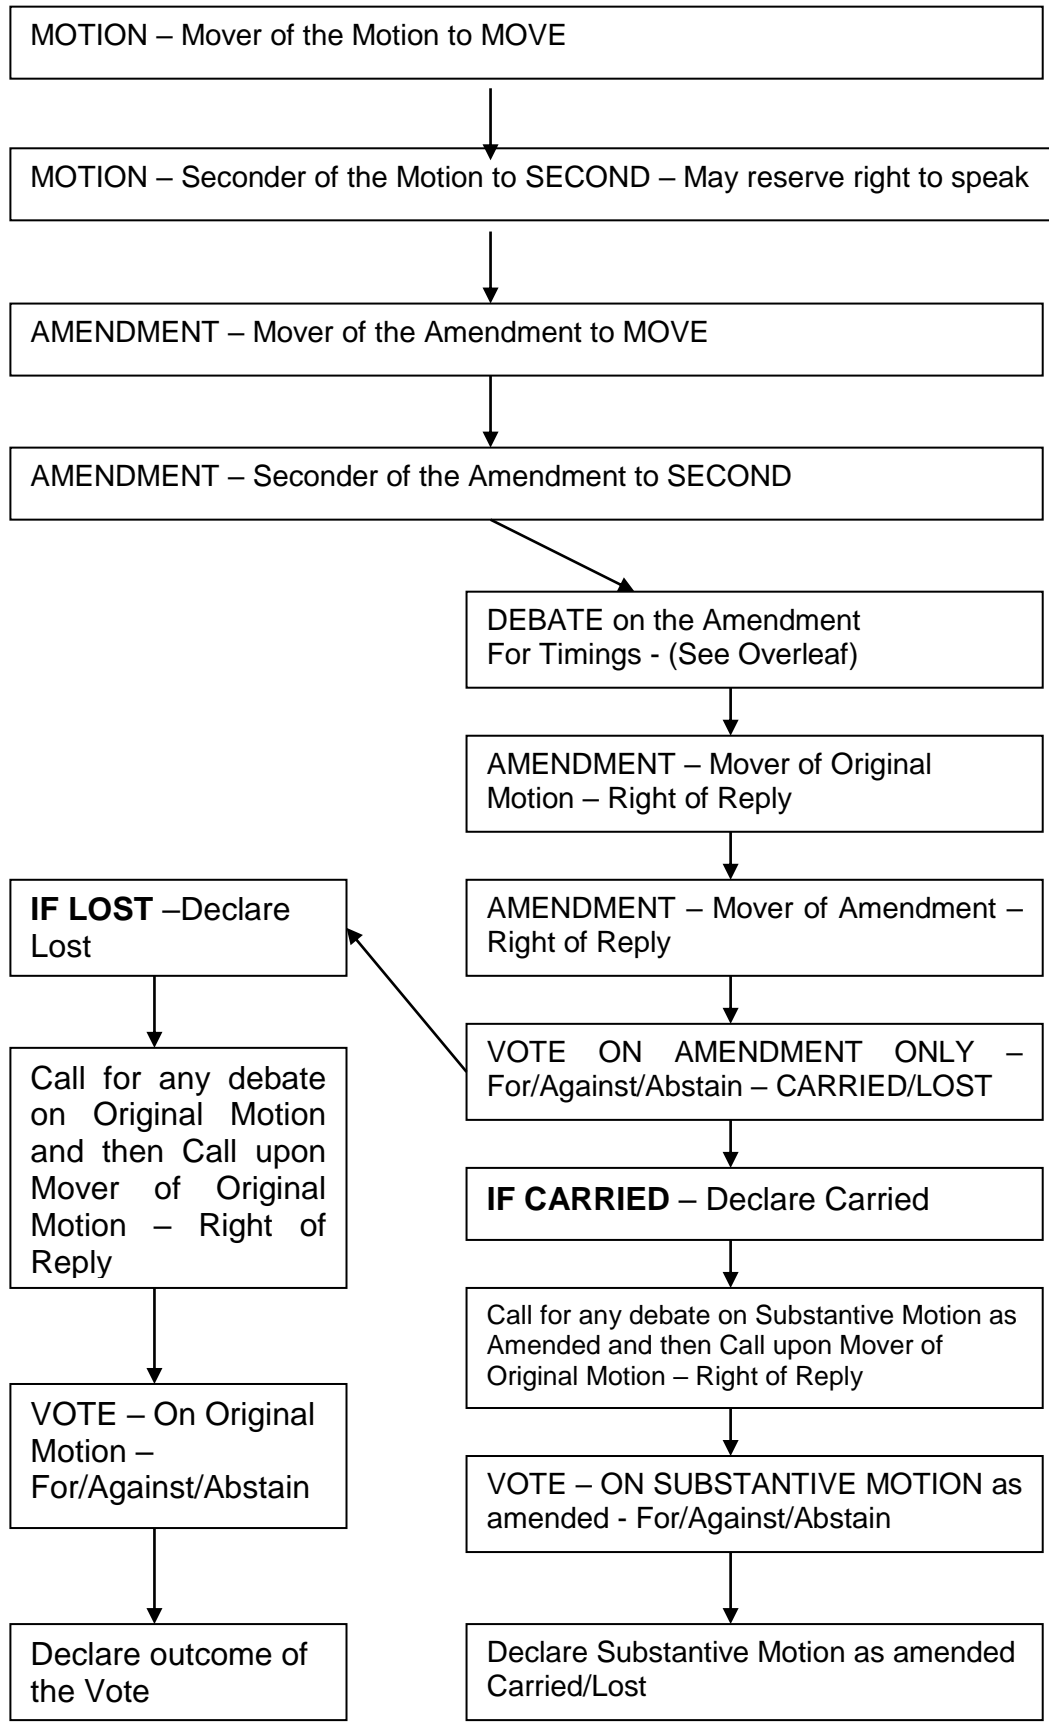 MOTION – Mover of the Motion to MOVE
MOTION – Seconder of the Motion to SECOND – May reserve right to speak
AMENDMENT – Mover of the Amendment to MOVE
AMENDMENT – Seconder of the Amendment to SECOND
DEBATE on the Amendment
For Timings - (See Overleaf)
AMENDMENT – Mover of Original
Motion – Right of Reply
AMENDMENT – Mover of Amendment –
Right of Reply
VOTE ON AMENDMENT ONLY –
For/Against/Abstain – CARRIED/LOST
IF LOST –Declare
Lost
Call for any debate
on Original Motion
and then Call upon
Mover of Original
Motion – Right of
Reply
VOTE – On Original
Motion –
For/Against/Abstain
Declare outcome of
the Vote
IF CARRIED – Declare Carried
Call for any debate on Substantive Motion as
Amended and then Call upon Mover of
Original Motion – Right of Reply
VOTE – ON SUBSTANTIVE MOTION as
amended - For/Against/Abstain
Declare Substantive Motion as amended
Carried/Lost